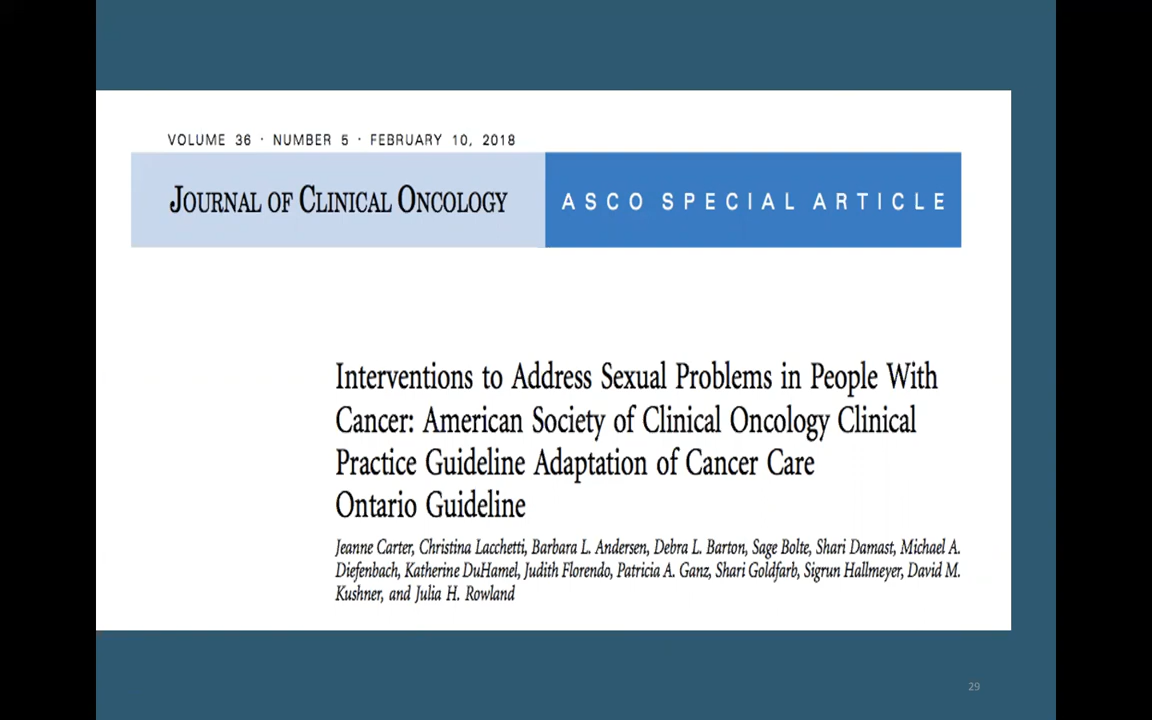 VOLUME 36 · NUMBER 5 · FEBRUARY 10, 2018
JOURNAL OF CLINICAL ONCOLOGY
ASCO SPECIAL ARTICLE
Interventions to Address Sexual Problems in People With
Cancer: American Society of Clinical Oncology Clinical
Practice Guideline Adaptation of Cancer Care
Ontario Guideline
Jeanne Carter, Christina Lacchetti, Barbara L. Andersen, Debra L. Barton, Sage Bolte, Shari Damast, Michael A.
Diefenbach, Katherine DuHamel, Judith Florendo, Patricia A. Ganz, Shari Goldfarb, Sigrun Hallmeyer, David M.
Kushner, and Julia H. Rowland
29